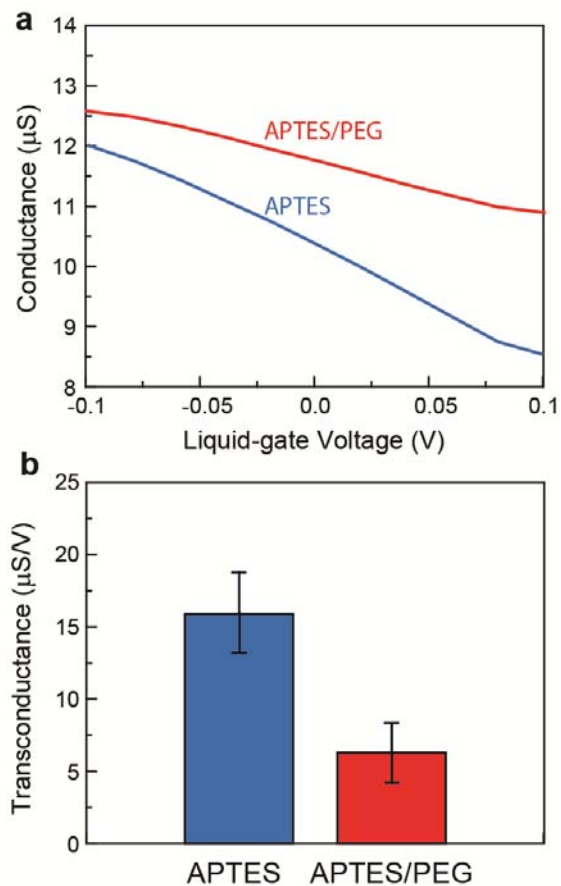 a
14
13
12
11
10
9
8
Conductance (μS)
APTES/PEG
APTES
-0.1 -0.05 0.0 0.05 0.1
Liquid-gate Voltage (V)
b
25
20
15
10
5
0
Transconductance (μS/V)
APTES APTES/PEG